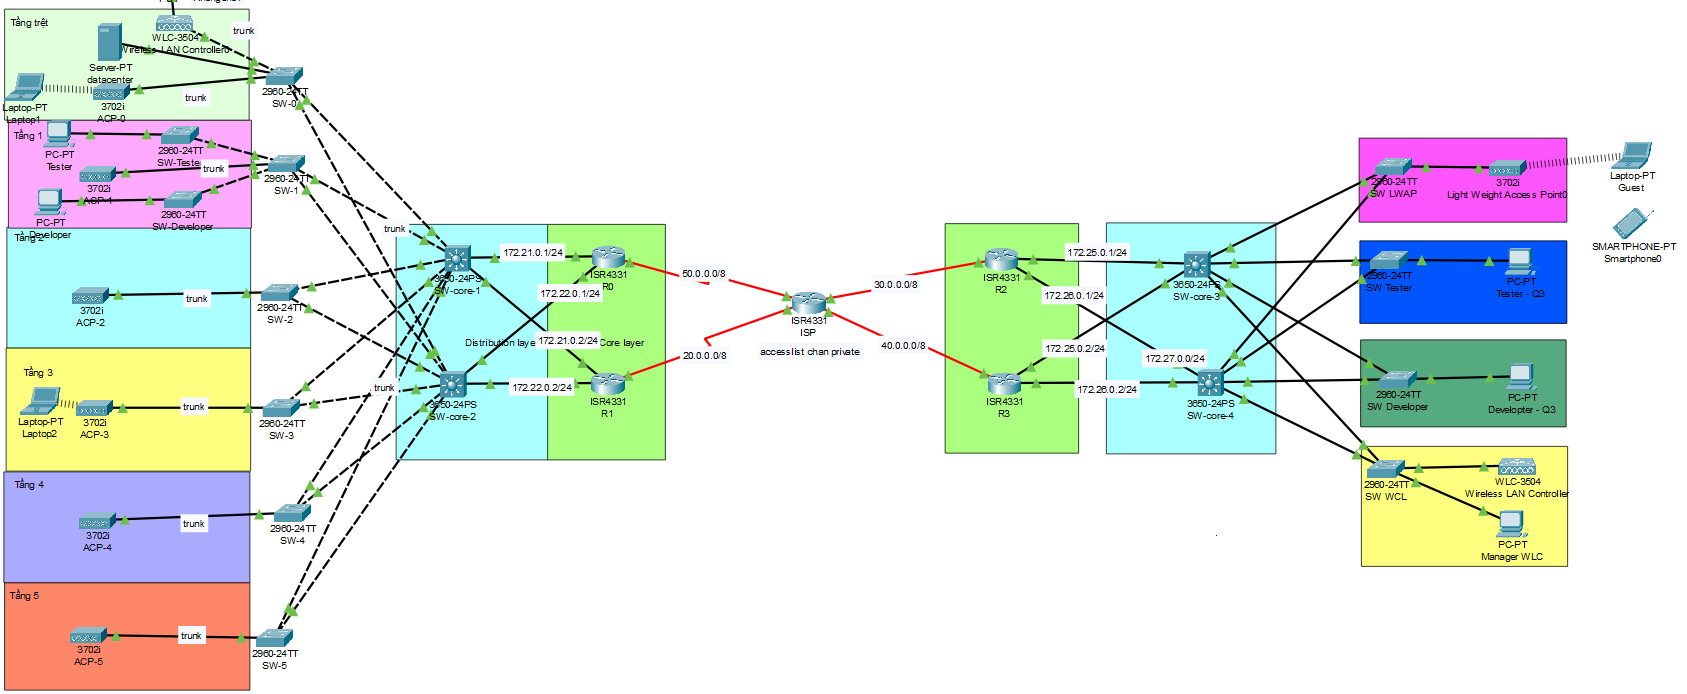 Tầng trệt
trunk
WLC-3504
Wireless LAN Controller0
Server-PT
datacenter
trunk
Laptop-PT
Laptop1
3702i
ACP-0
2960-24TT
SW-0
Tầng 1
PC-PT
Tester
2960-24TT
SW-Tester
trunk
3702i
ACP-1
2960-24TT
SW-1
PC-PT
Developer
2960-24TT
SW-Developer
Tầng 2
3702i
ACP-2
trunk
2960-24TT
SW-2
Tầng 3
Laptop-PT
Laptop2
3702i
ACP-3
trunk
2960-24TT
SW-3
Tầng 4
3702i
ACP-4
trunk
2960-24TT
SW-4
Tầng 5
3702i
ACP-5
trunk
2960-24TT
SW-5
trunk
trunk
3650-24PS
SW-core-1
172.21.0.1/24
ISR4331
R0
172.22.0.1/24
Distribution laye
172.21.0.2/24
Core layer
3650-24PS
SW-core-2
172.22.0.2/24
ISR4331
R1
50.0.0.0/8
20.0.0.0/8
ISR4331
ISP
access list chan private
30.0.0.0/8
40.0.0.0/8
ISR4331
R2
172.25.0.1/24
172.26.0.1/24
3650-24PS
SW-core-3
172.25.0.2/24
172.27.0.0/24
ISR4331
R3
172.26.0.2/24
3650-24PS
SW-core-4
2960-24TT
SW LWAP
3702i
Light Weight Access Point0
Laptop-PT
Guest
SMARTPHONE-PT
Smartphone0
2960-24TT
SW Tester
PC-PT
Tester - Q3
2960-24TT
SW Developer
PC-PT
Developter - Q3
2960-24TT
SW WCL
WLC-3504
Wireless LAN Controller
PC-PT
Manager WLC